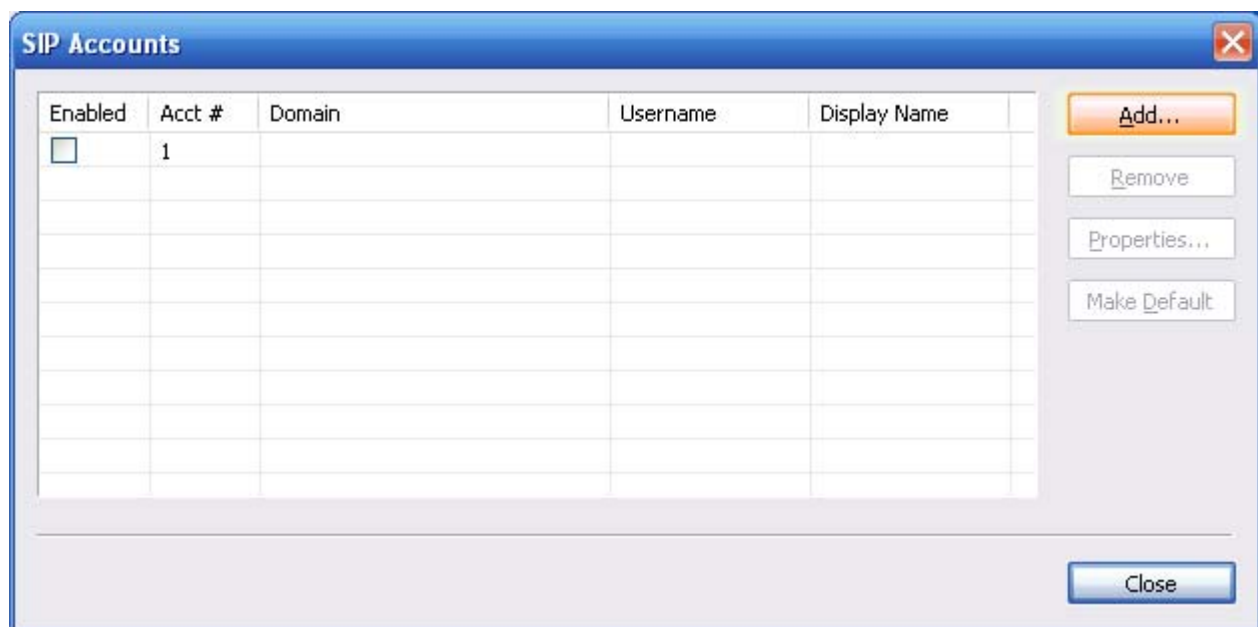 SIP Accounts
Enabled Acct # Domain Username Display Name
1
Add...
Remove
Properties...
Make Default
Close